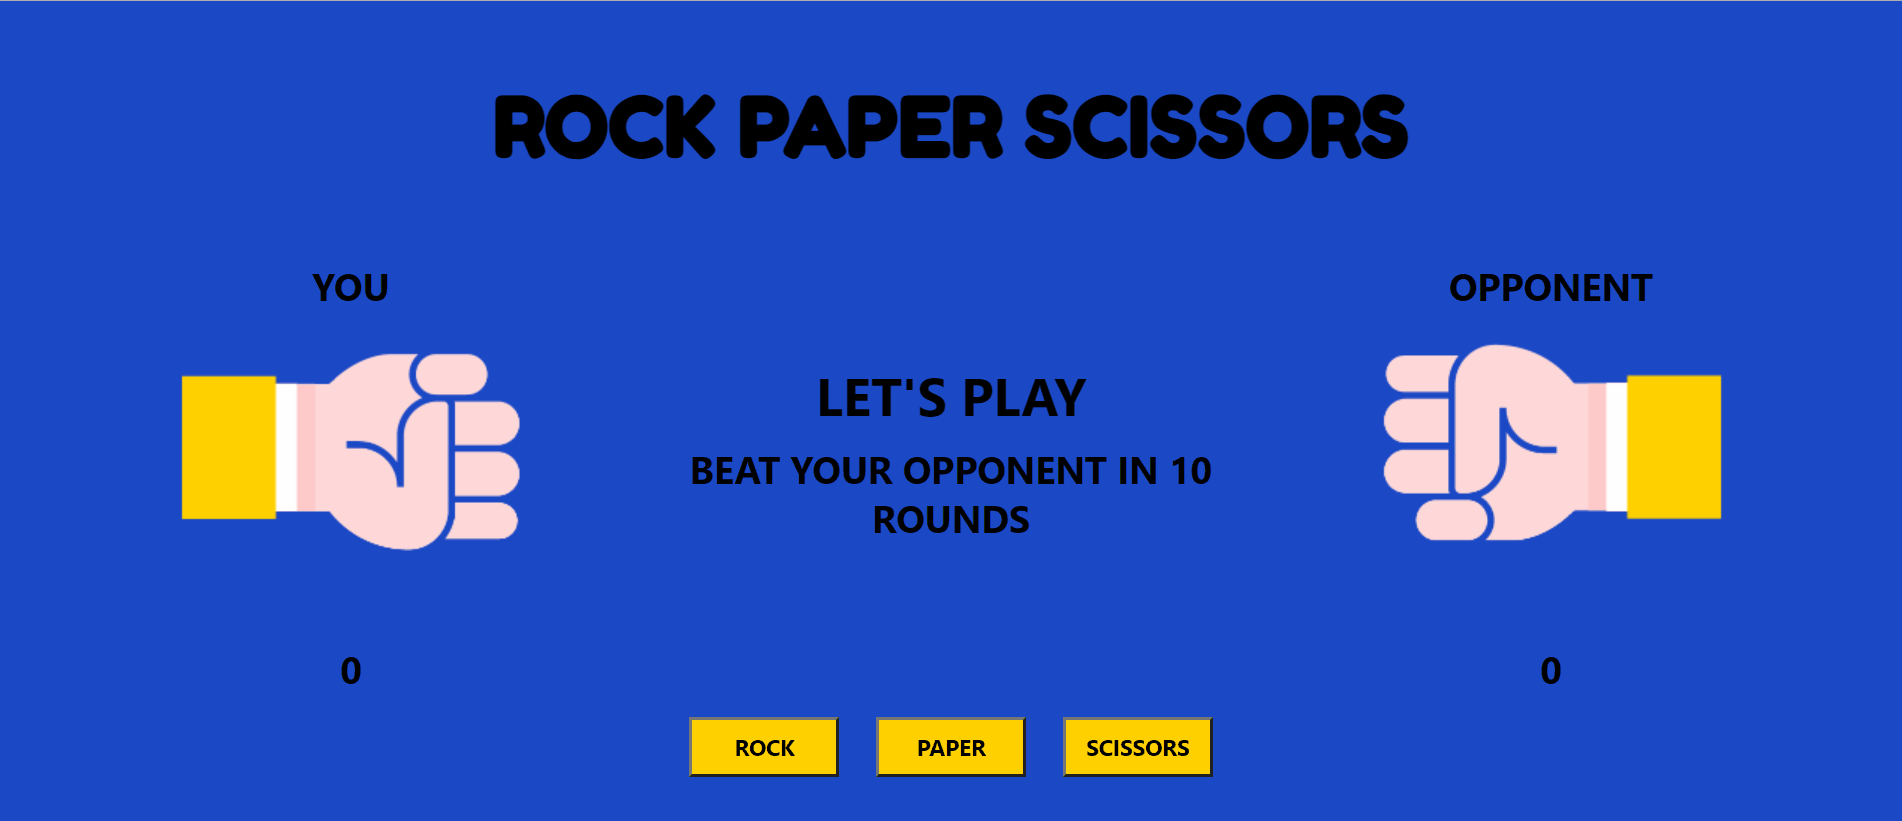 ROCK PAPER SCISSORS
YOU
OPPONENT
LET'S PLAY
BEAT YOUR OPPONENT IN 10
ROUNDS
0
0
ROCK
PAPER
SCISSORS